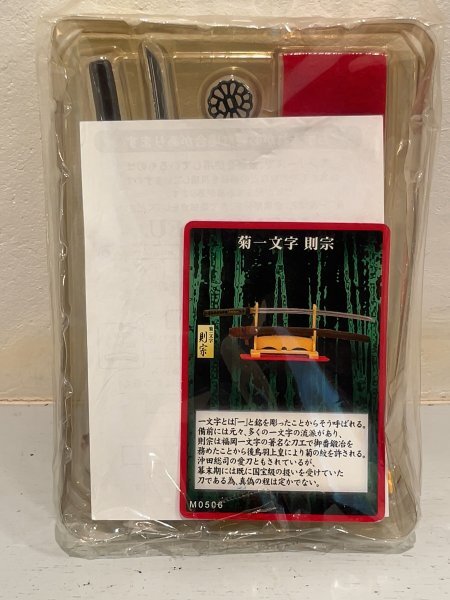 菊一文字 則宗
菊一文字
則宗
一文字とは「一」と銘を彫ったことからそう呼ばれる。
備前には元々、多くの一文字の流派があり、
則宗は福岡一文字の著名な刀工で御番鍛冶を
務めたことから後鳥羽上皇により菊の紋を許される。
沖田総司の愛刀ともされているが、
幕末期には既に国宝級の扱いを受けていた
刀である為、真偽の程は定かでない。
M0506